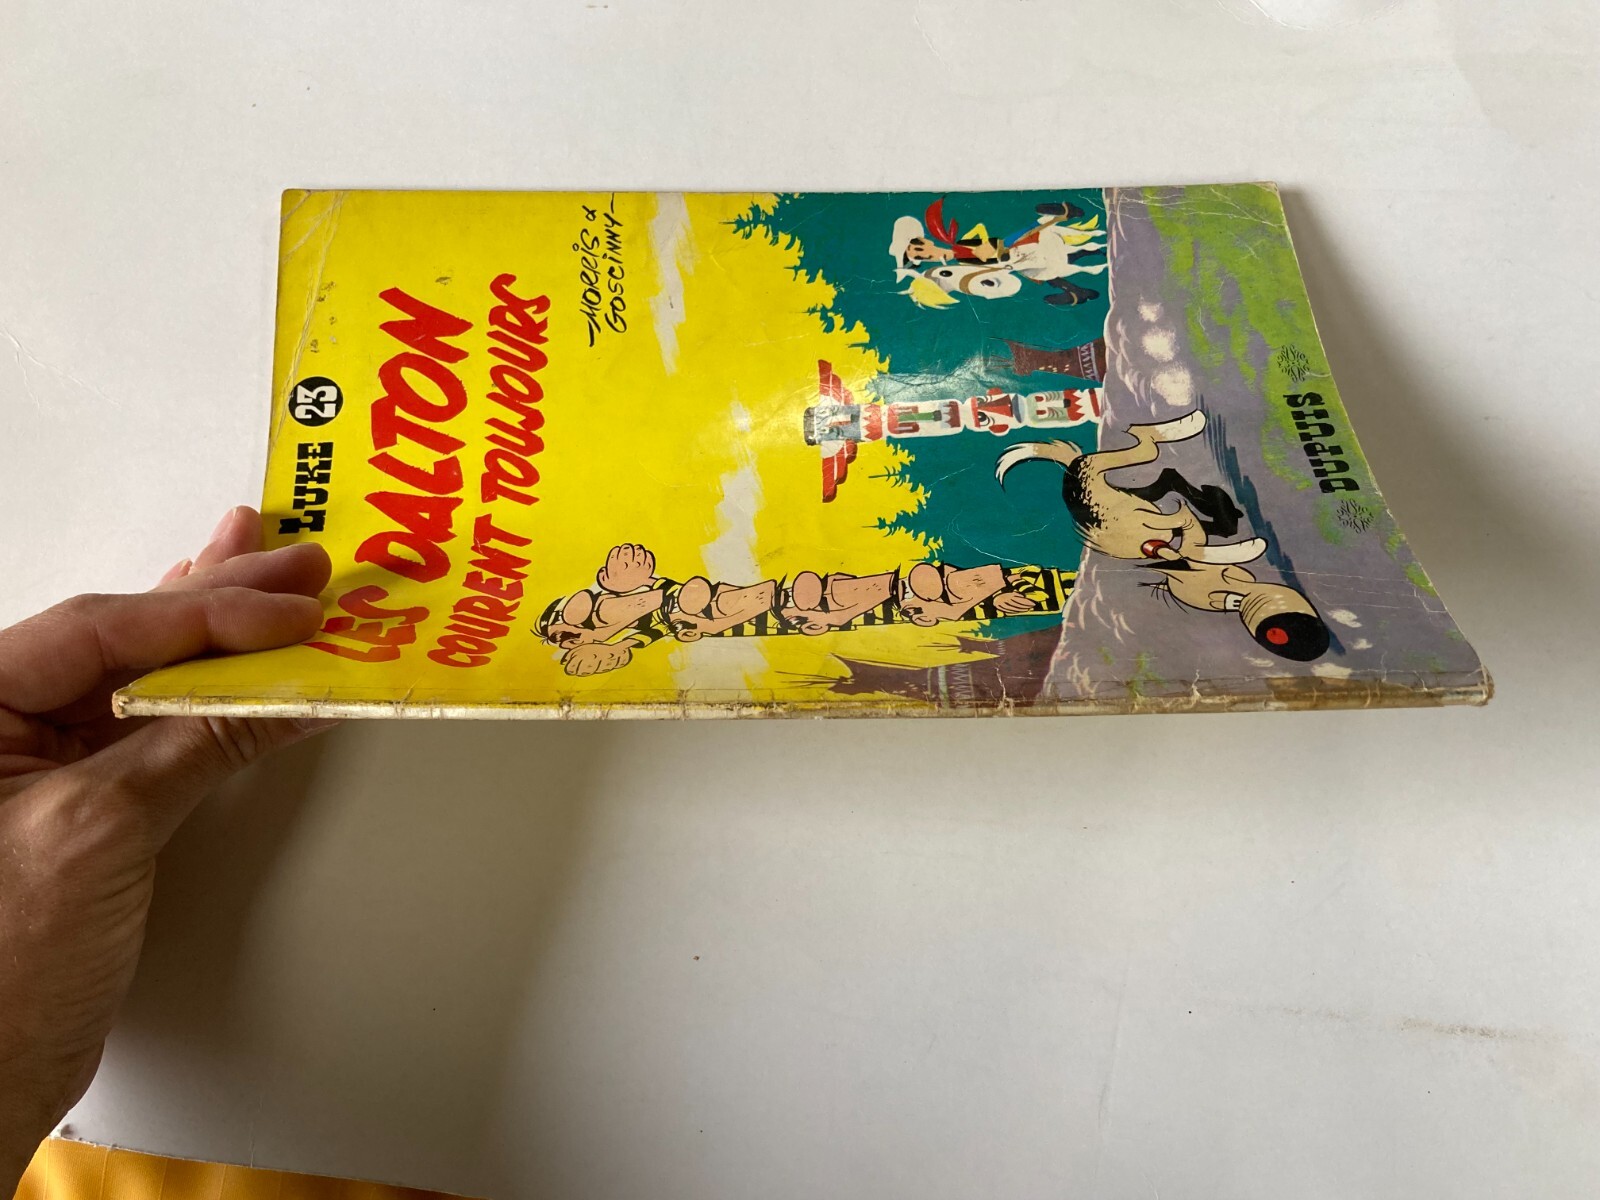 LUKE 23
LES DALTON
COURENT TOUJOURS
MORRIS &
GOSCINNY
DUPUIS